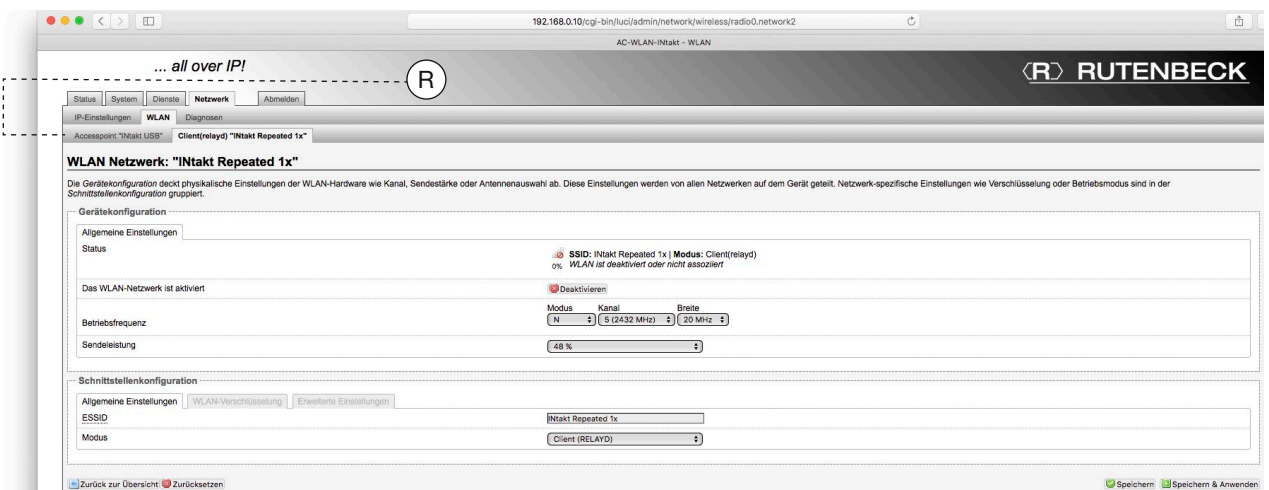 192.168.0.10/cgi-bin/luci/admin/network/wireless/radio0.network2
AC-WLAN-INtakt - WLAN
... all over IP!
R
⟨R⟩ RUTENBECK
Status System Dienste Netzwerk Abmelden
IP-Einstellungen WLAN Diagnosen
Accesspoint "INtakt USB" Client(relayd) "INtakt Repeated 1x"
WLAN Netzwerk: "INtakt Repeated 1x"
Die Gerätekonfiguration deckt physikalische Einstellungen der WLAN-Hardware wie Kanal, Sendestärke oder Antennenauswahl ab. Diese Einstellungen werden von allen Netzwerken auf dem Gerät geteilt. Netzwerk-spezifische Einstellungen wie Verschlüsselung oder Betriebsmodus sind in der
Schnittstellenkonfiguration gruppiert.
Gerätekonfiguration
Allgemeine Einstellungen
Status
SSID: INtakt Repeated 1x | Modus: Client(relayd)
0% WLAN ist deaktiviert oder nicht assoziiert
Das WLAN-Netzwerk ist aktiviert Deaktivieren
Modus Kanal Breite
Betriebsfrequenz N 5 (2432 MHz) 20 MHz
Sendeleistung 48 %
Schnittstellenkonfiguration
Allgemeine Einstellungen WLAN-Verschlüsselung Erweiterte Einstellungen
ESSID INtakt Repeated 1x
Modus Client (RELAYD)
Zurück zur Übersicht Zurücksetzen Speichern Speichern & Anwenden